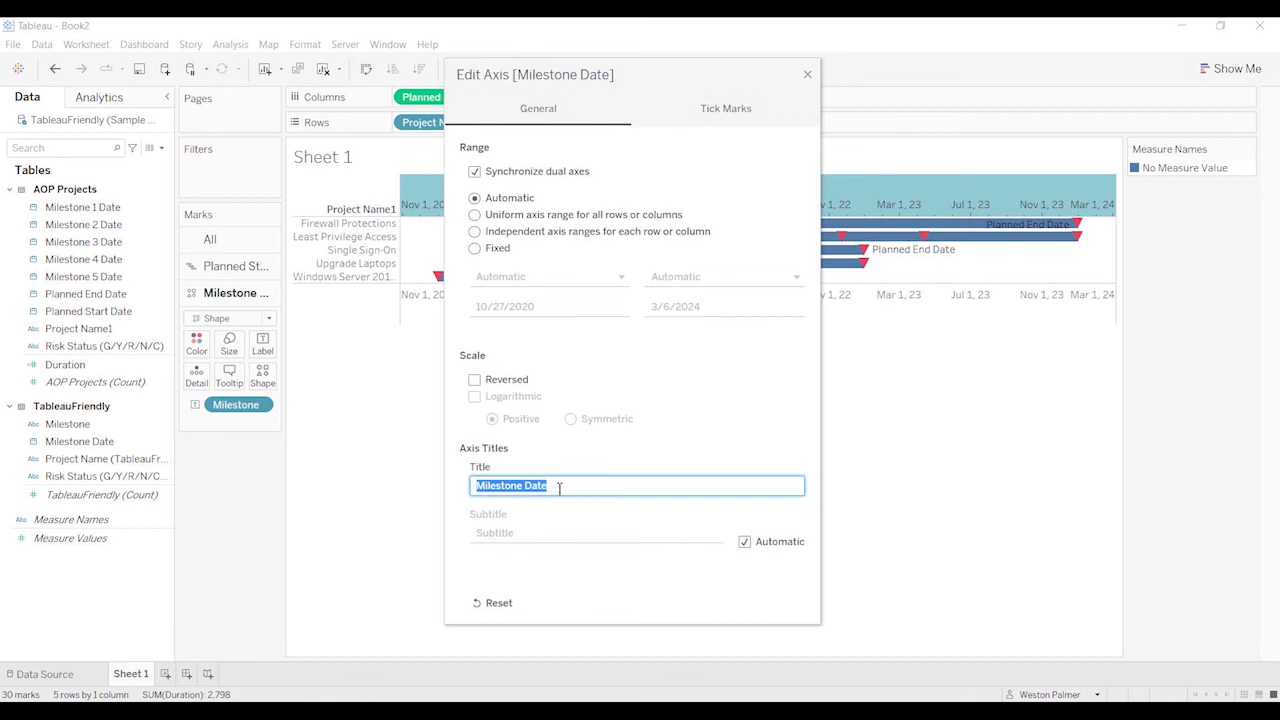 Tableau - Book2
File Data Worksheet Dashboard Story Analysis Map Format Server Window Help
Show Me
Data Analytics
TableauFriendly (Sample ...
Search
Tables
AOP Projects
Milestone 1 Date
Milestone 2 Date
Milestone 3 Date
Milestone 4 Date
Milestone 5 Date
Planned End Date
Planned Start Date
Abc Project Name1
Abc Risk Status (G/Y/R/N/C)
Duration
AOP Projects (Count)
TableauFriendly
Abc Milestone
Milestone Date
Abc Project Name (TableauFr...
Abc Risk Status (G/Y/R/N/C...
TableauFriendly (Count)
Abc Measure Names
Measure Values
Pages
Filters
Marks
All
Planned St...
Milestone ...
Shape
Color Size Label
Detail Tooltip Shape
Milestone
Columns Planned
Rows Project N
Sheet 1
Project Name1
Nov 1, 20
Nov 1, 22 Mar 1, 23 Jul 1, 23 Nov 1, 23 Mar 1, 24
Firewall Protections
Planned End Date
Least Privilege Access
Single Sign-On
Planned End Date
Upgrade Laptops
Windows Server 201...
Nov 1, 20
Nov 1, 22 Mar 1, 23 Jul 1, 23 Nov 1, 23 Mar 1, 24
Edit Axis [Milestone Date]
General Tick Marks
Range
Synchronize dual axes
Automatic
Uniform axis range for all rows or columns
Independent axis ranges for each row or column
Fixed
Automatic Automatic
10/27/2020 3/6/2024
Scale
Reversed
Logarithmic
Positive Symmetric
Axis Titles
Title
Milestone Date
Subtitle
Subtitle
Automatic
Reset
Measure Names
No Measure Value
Data Source Sheet 1
30 marks 5 rows by 1 column SUM(Duration): 2,798
Weston Palmer